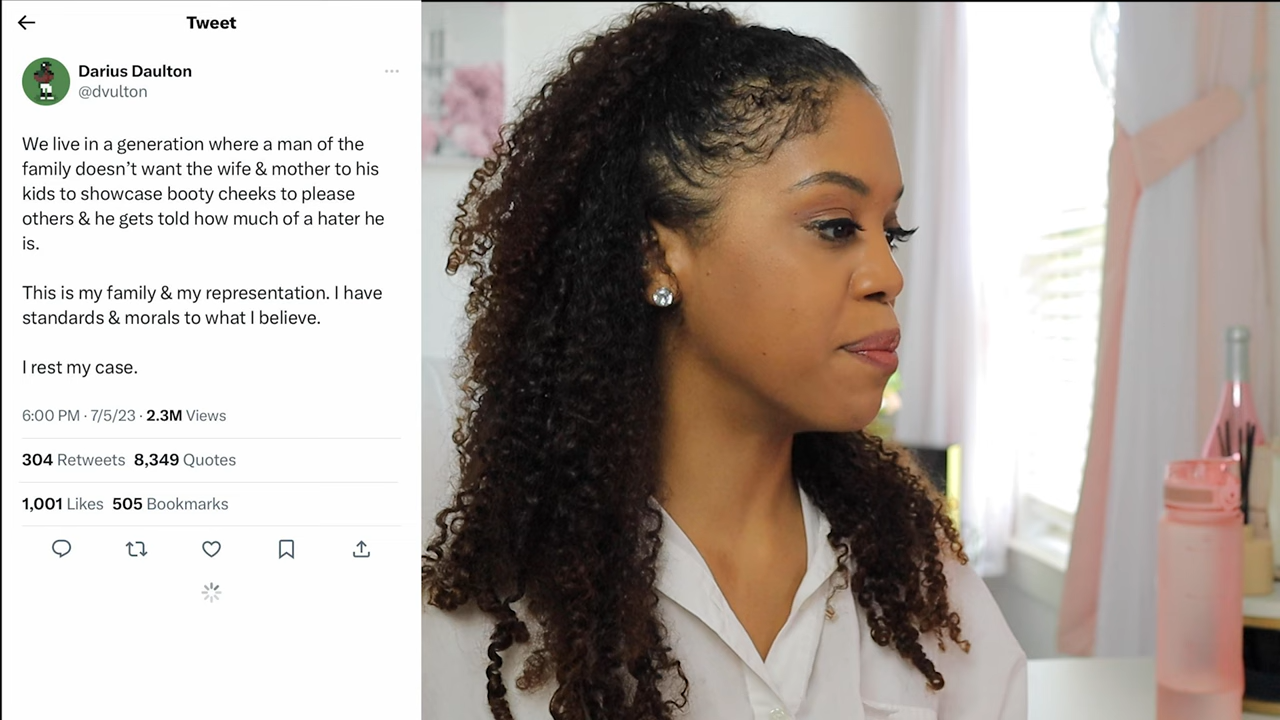 Tweet
Darius Daulton
@dvulton
We live in a generation where a man of the
family doesn’t want the wife & mother to his
kids to showcase booty cheeks to please
others & he gets told how much of a hater he
is.
This is my family & my representation. I have
standards & morals to what I believe.
I rest my case.
6:00 PM · 7/5/23 · 2.3M Views
304 Retweets 8,349 Quotes
1,001 Likes 505 Bookmarks